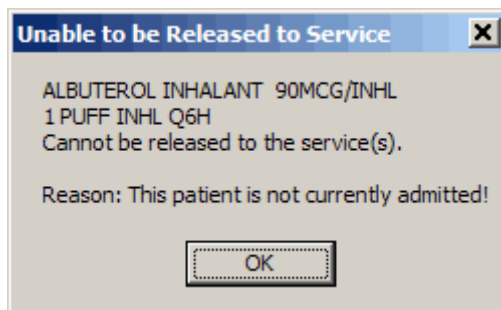 Unable to be Released to Service
ALBUTEROL INHALANT 90MCG/INHL
1 PUFF INHL Q6H
Cannot be released to the service(s).
Reason: This patient is not currently admitted!
OK